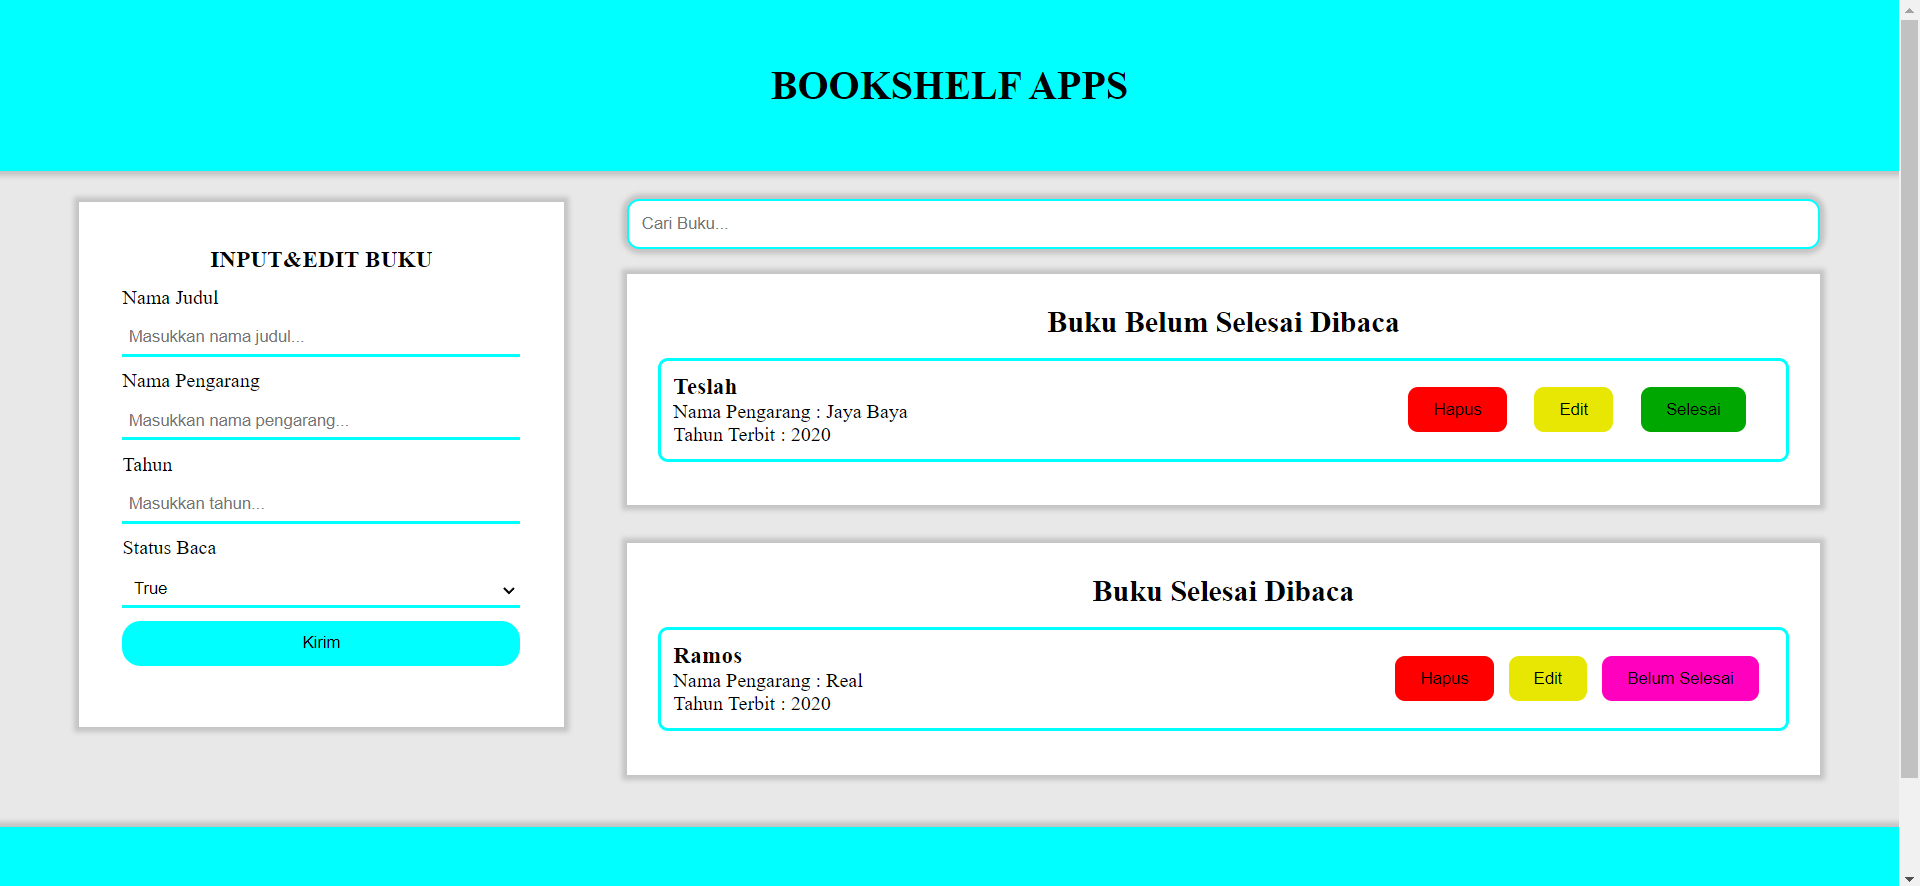 BOOKSHELF APPS
INPUT&EDIT BUKU
Nama Judul
Masukkan nama judul...
Nama Pengarang
Masukkan nama pengarang...
Tahun
Masukkan tahun...
Status Baca
True
Kirim
Cari Buku...
Buku Belum Selesai Dibaca
Teslah
Nama Pengarang : Jaya Baya
Tahun Terbit : 2020
Hapus Edit Selesai
Buku Selesai Dibaca
Ramos
Nama Pengarang : Real
Tahun Terbit : 2020
Hapus Edit Belum Selesai